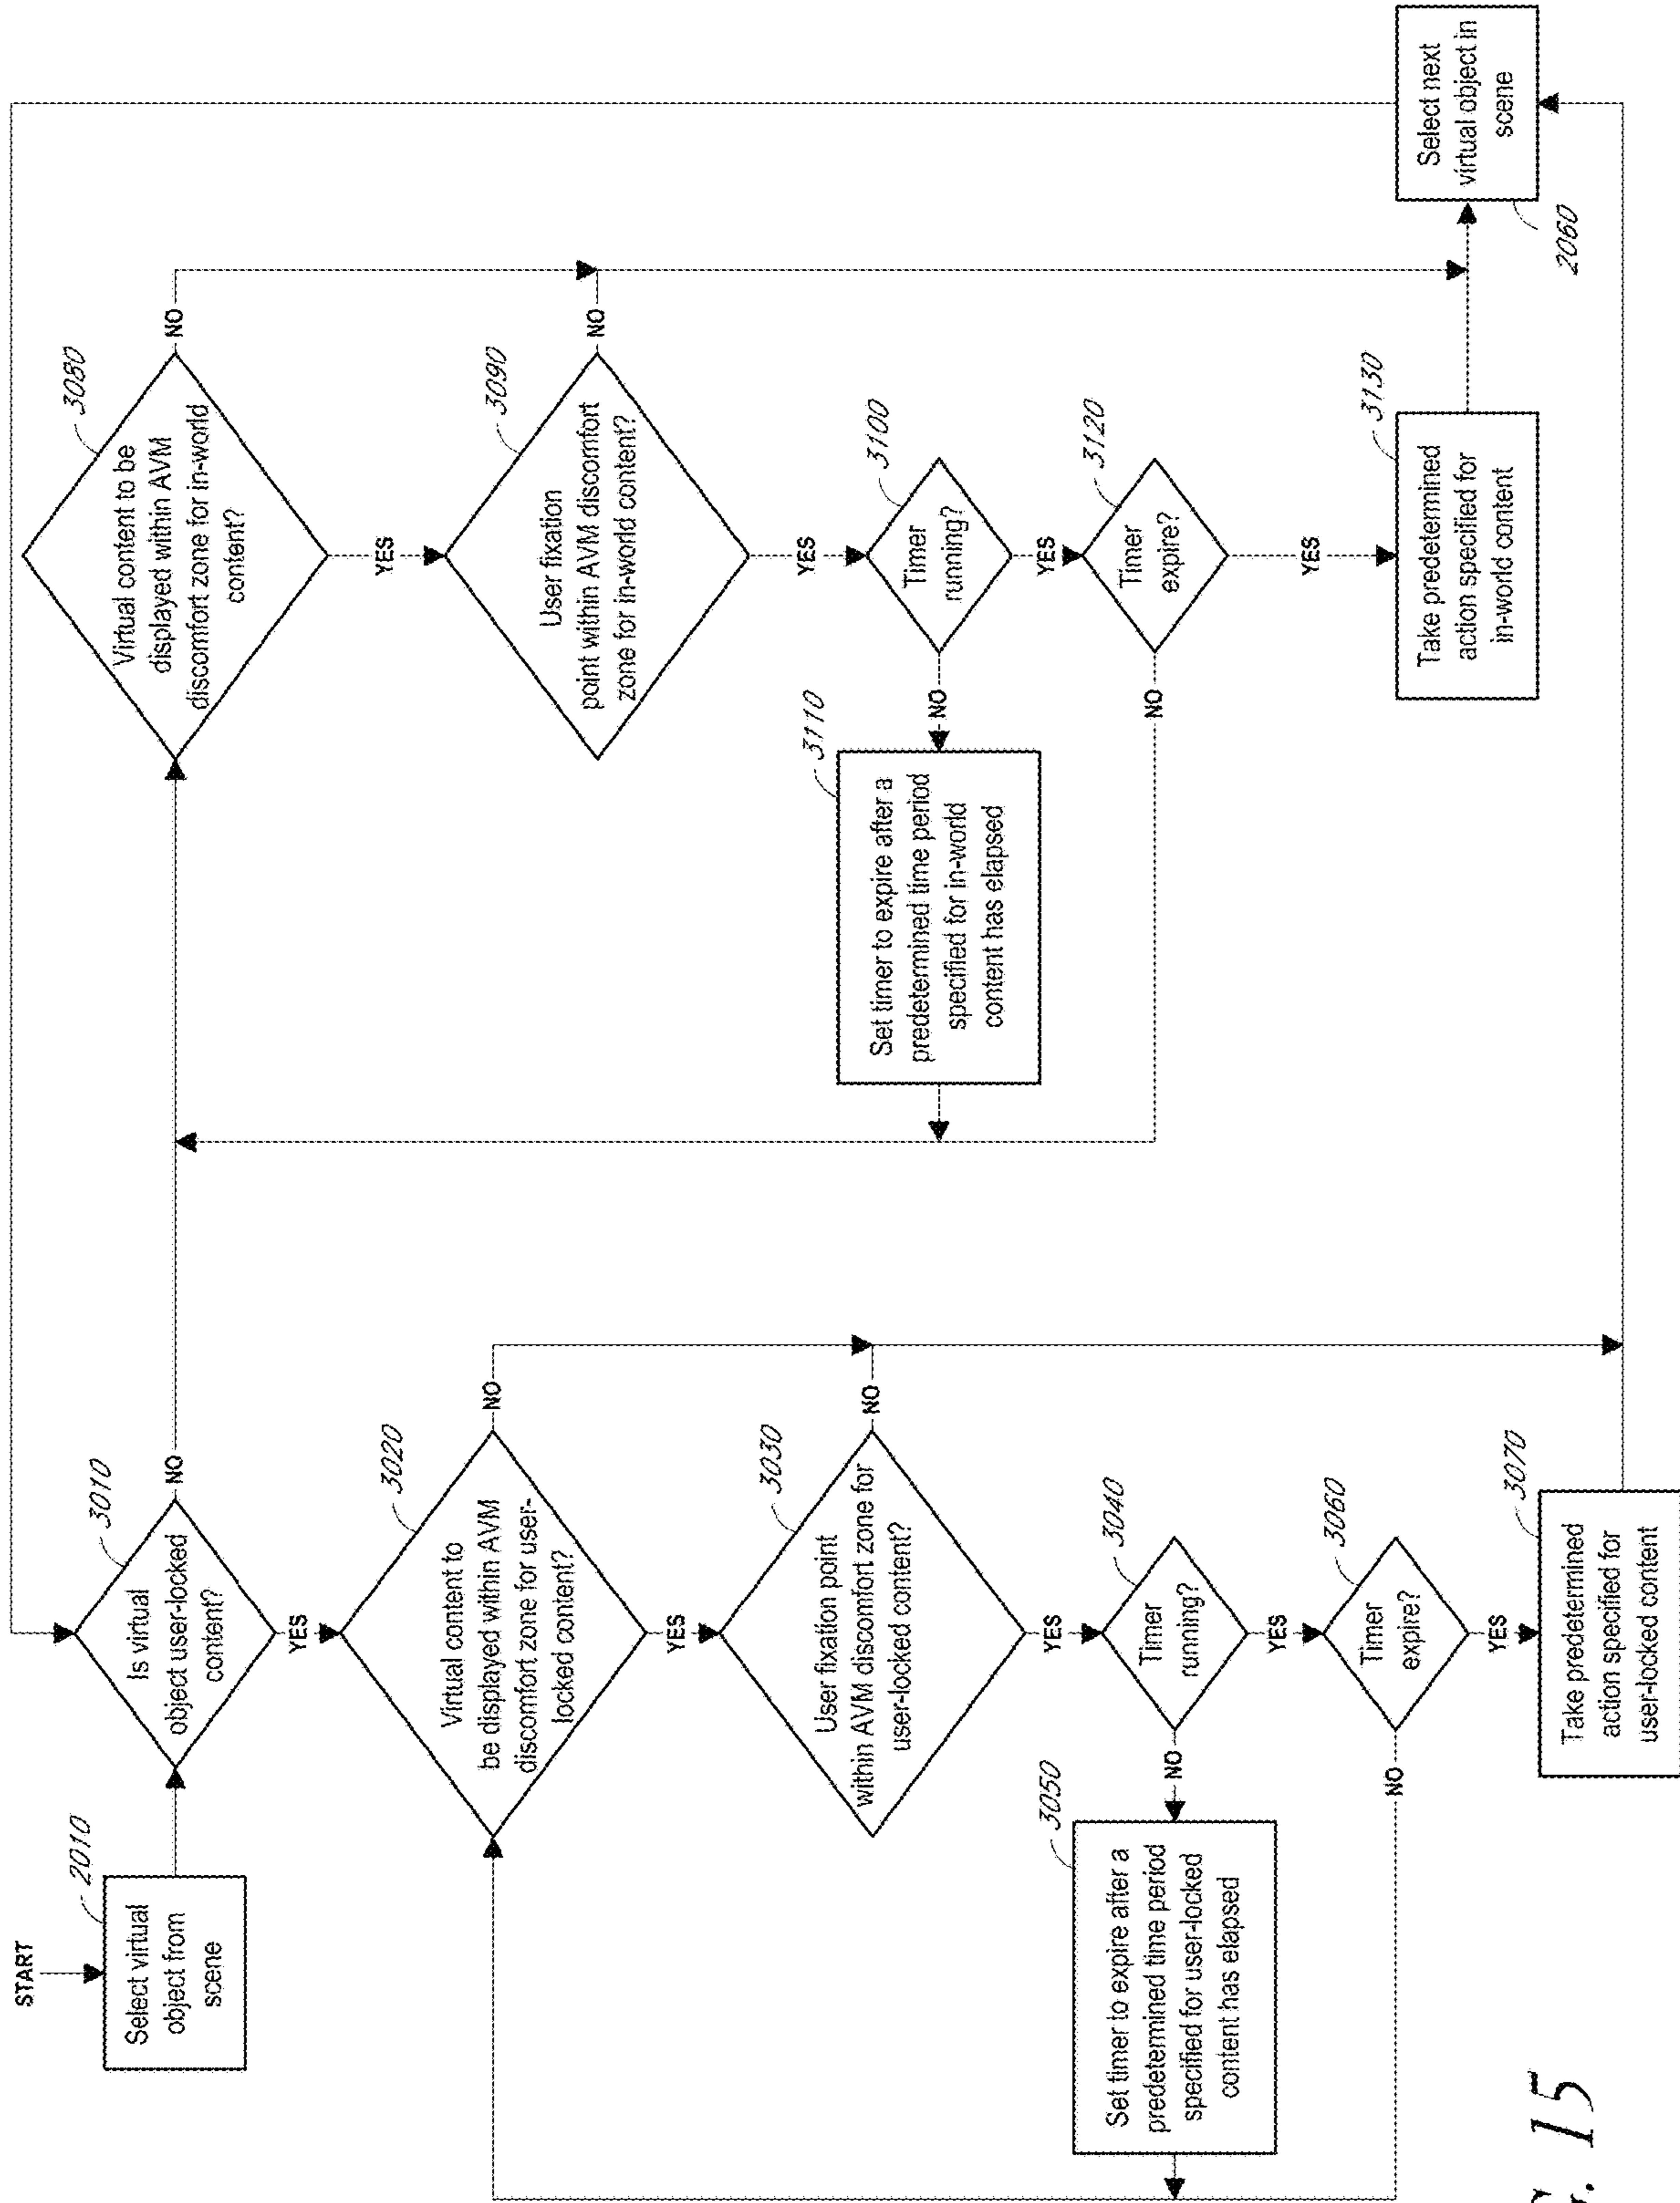 START
2010
Select virtual
object from
scene
3010
Is virtual
object user-locked
content?
NO
YES
3020
Virtual content to
be displayed within AVM
discomfort zone for user-
locked content?
NO
YES
3030
User fixation point
within AVM discomfort zone for
user-locked content?
NO
YES
3040
Timer
running?
NO
YES
3050
Set timer to expire after a
predetermined time period
specified for user-locked
content has elapsed
3060
Timer
expire?
NO
YES
3070
Take predetermined
action specified for
user-locked content
3080
Virtual content to be
displayed within AVM
discomfort zone for in-world
content?
NO
YES
3090
User fixation
point within AVM discomfort
zone for in-world content?
NO
YES
3100
Timer
running?
NO
YES
3110
Set timer to expire after a
predetermined time period
specified for in-world
content has elapsed
3120
Timer
expire?
NO
YES
3130
Take predetermined
action specified for
in-world content
Select next
virtual object in
scene
2060
15